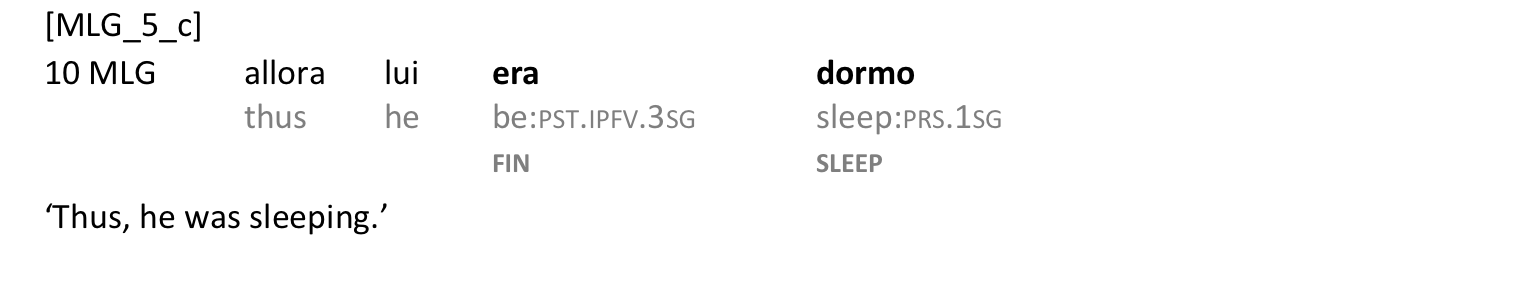 [MLG_5_c]
10 MLG allora lui era dormo
thus he be:PST.IPFV.3SG sleep:PRS.1SG
FIN SLEEP
‘Thus, he was sleeping.’